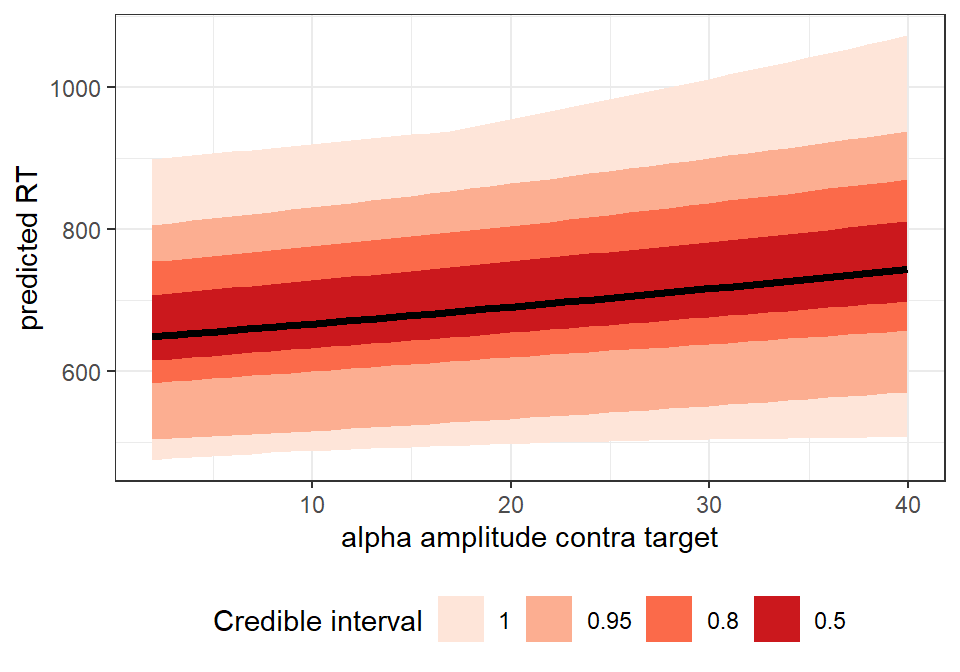 1000
800
600
predicted RT
10 20 30 40
alpha amplitude contra target
Credible interval 1 0.95 0.8 0.5